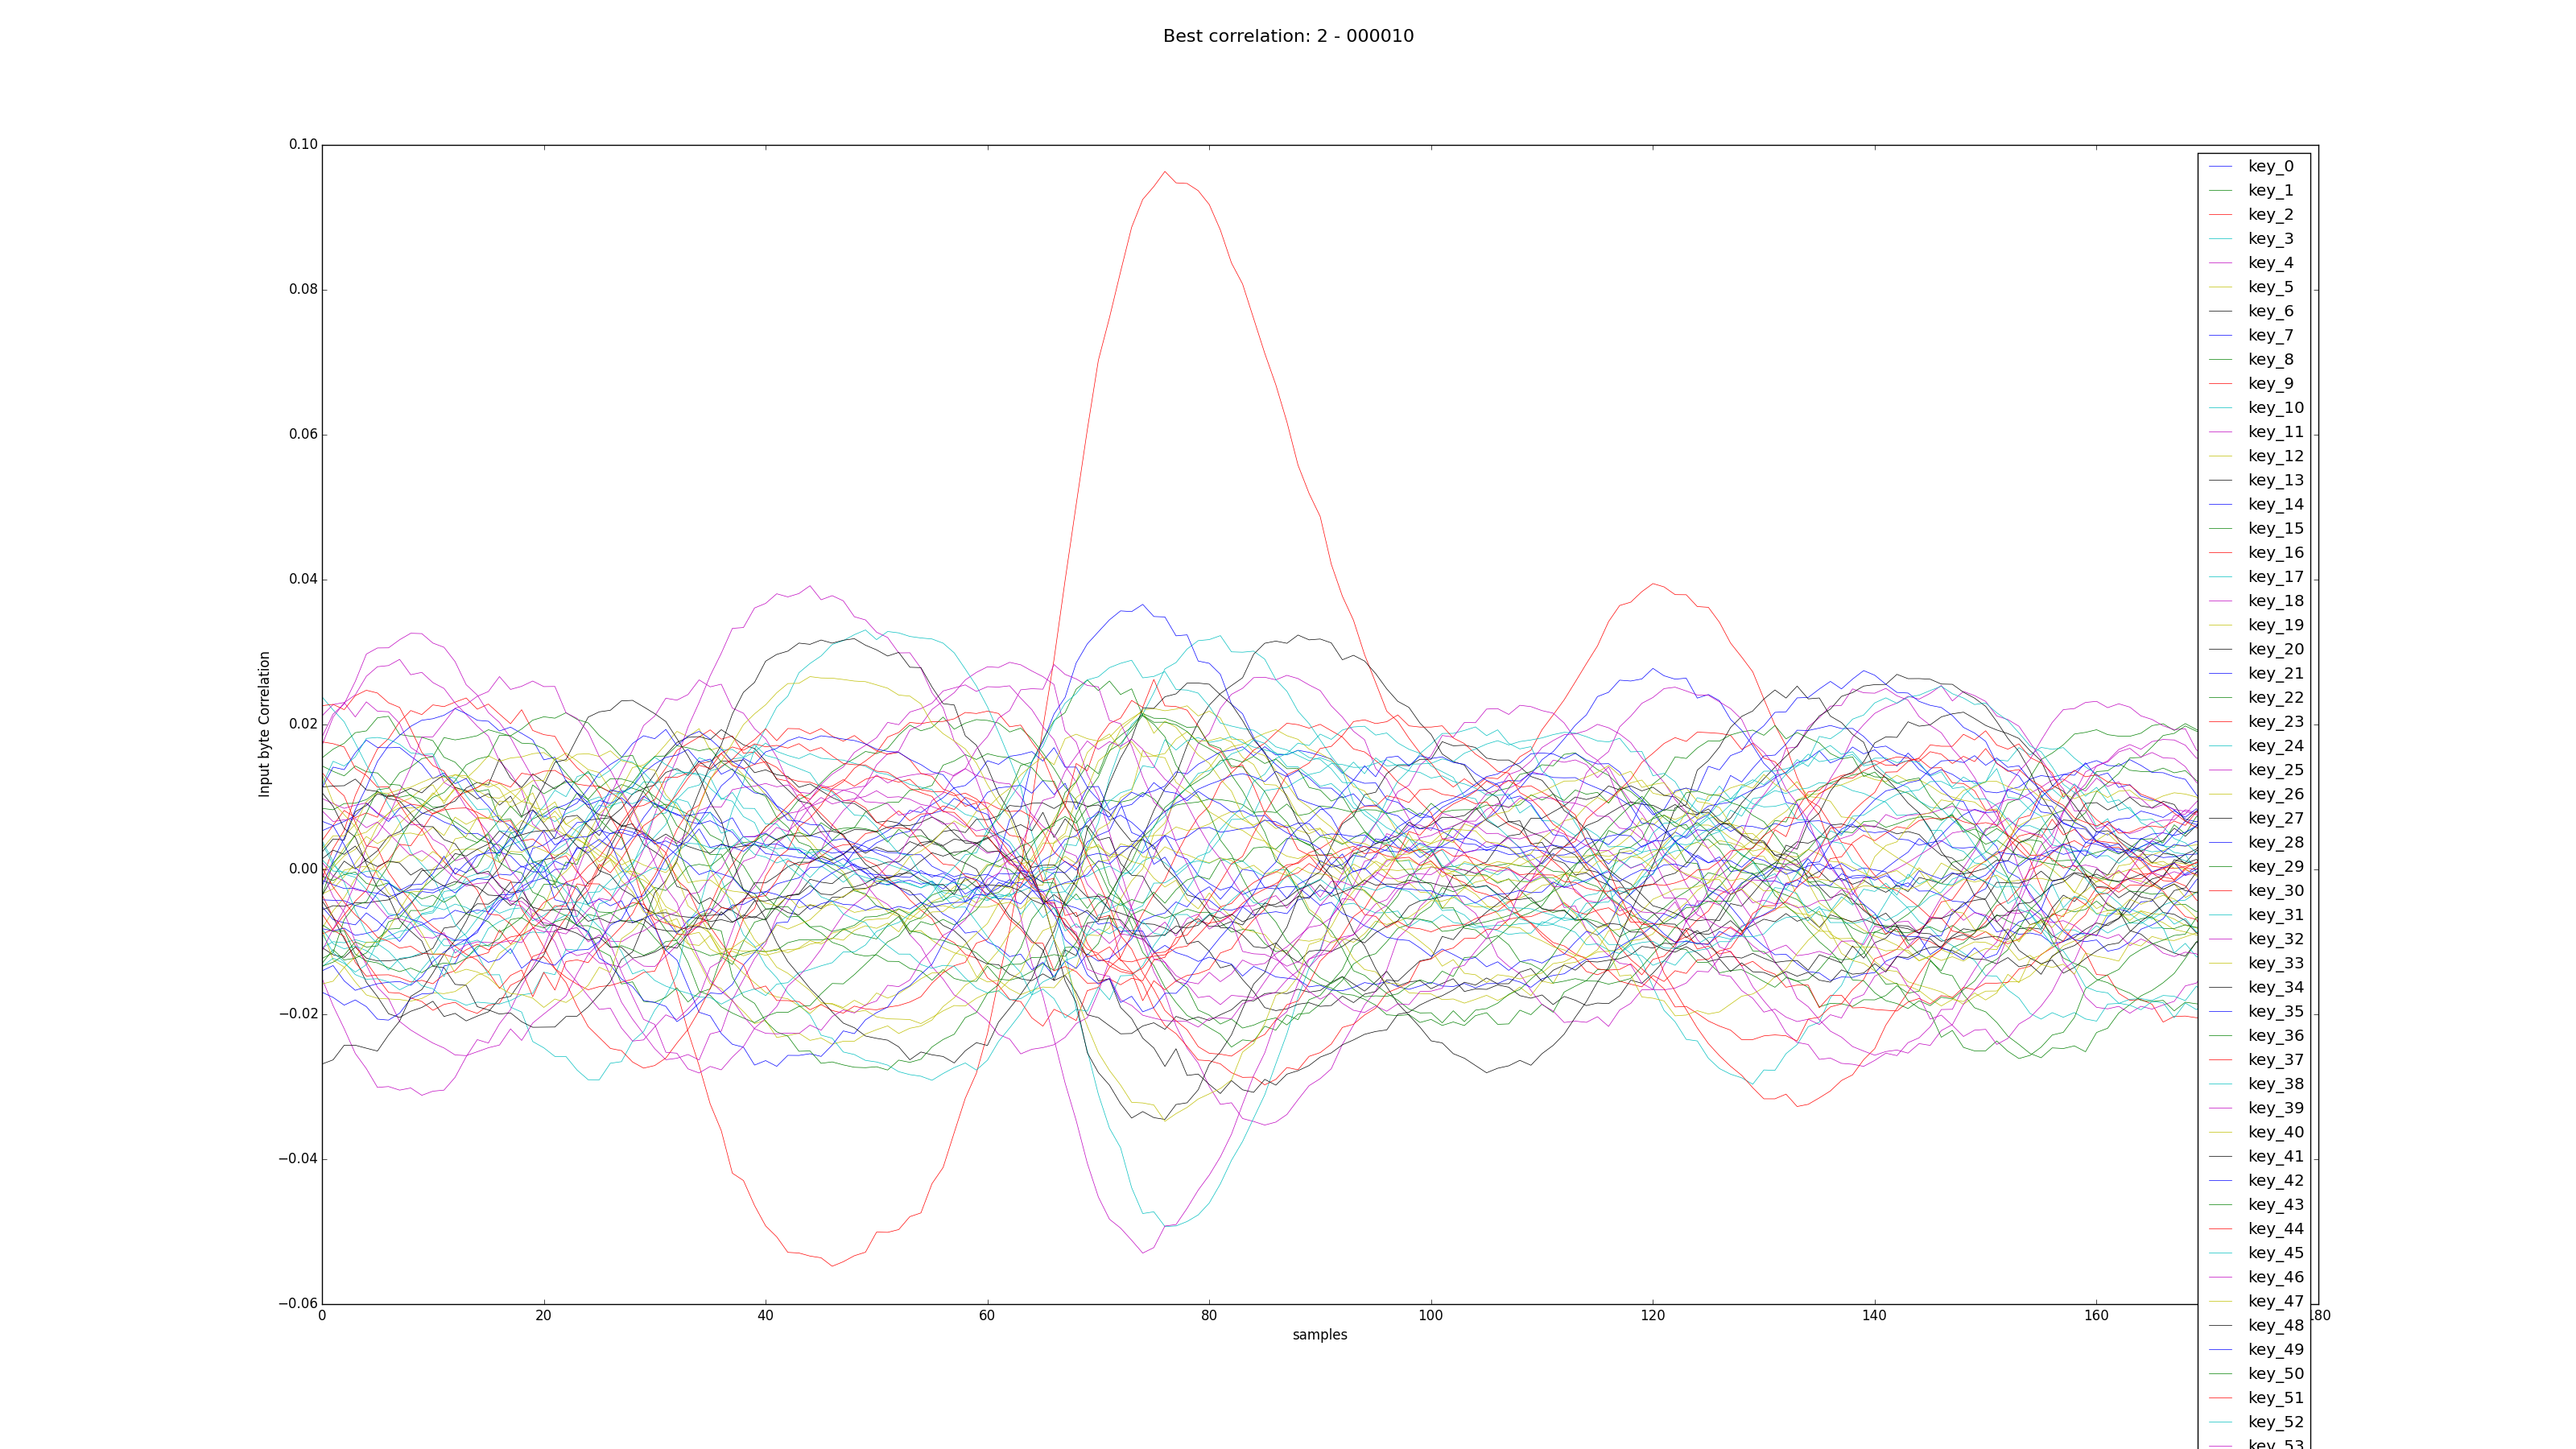 Best correlation: 2 - 000010
0.10
0.08
0.06
0.04
0.02
0.00
−0.02
−0.04
−0.06
Input byte Correlation
0
20
40
60
80
100
120
140
160
180
samples
key_0
key_1
key_2
key_3
key_4
key_5
key_6
key_7
key_8
key_9
key_10
key_11
key_12
key_13
key_14
key_15
key_16
key_17
key_18
key_19
key_20
key_21
key_22
key_23
key_24
key_25
key_26
key_27
key_28
key_29
key_30
key_31
key_32
key_33
key_34
key_35
key_36
key_37
key_38
key_39
key_40
key_41
key_42
key_43
key_44
key_45
key_46
key_47
key_48
key_49
key_50
key_51
key_52
key_53